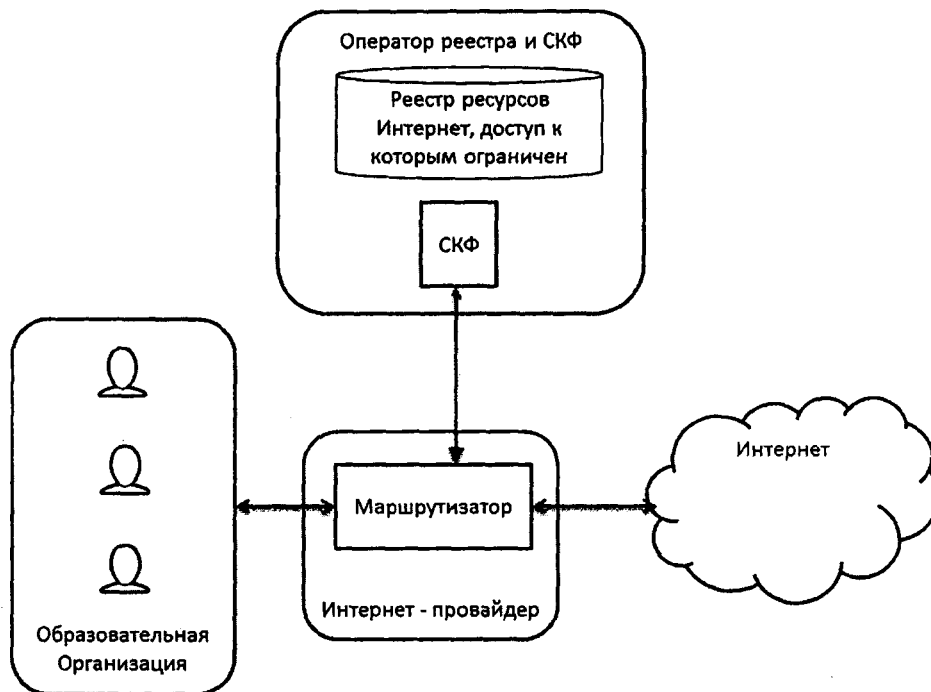 Оператор реестра и СКФ
Реестр ресурсов
Интернет, доступ к
которым ограничен
СКФ
Интернет
Маршрутизатор
Интернет - провайдер
Образовательная
Организация